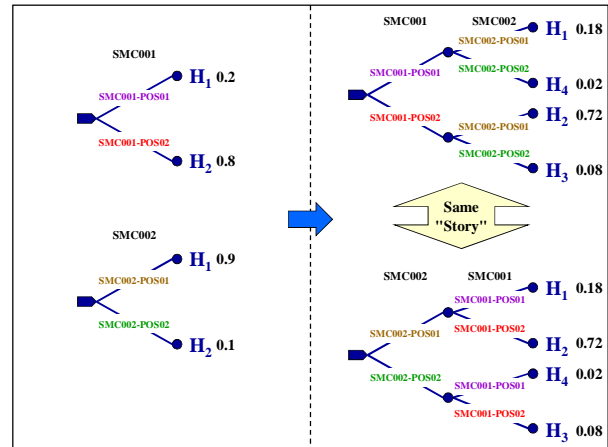 SMC001
H1 0.2
SMC001-POS01
SMC001-POS02
H2 0.8
SMC002
H1 0.9
SMC002-POS01
SMC002-POS02
H2 0.1
SMC001 SMC002
H1 0.18
SMC002-POS01
SMC001-POS01
SMC002-POS02
H4 0.02
H2 0.72
SMC001-POS02
SMC002-POS01
SMC002-POS02
H3 0.08
Same
"Story"
SMC002 SMC001
H1 0.18
SMC001-POS01
SMC002-POS01
SMC001-POS02
H2 0.72
H4 0.02
SMC002-POS02
SMC001-POS01
SMC001-POS02
H3 0.08